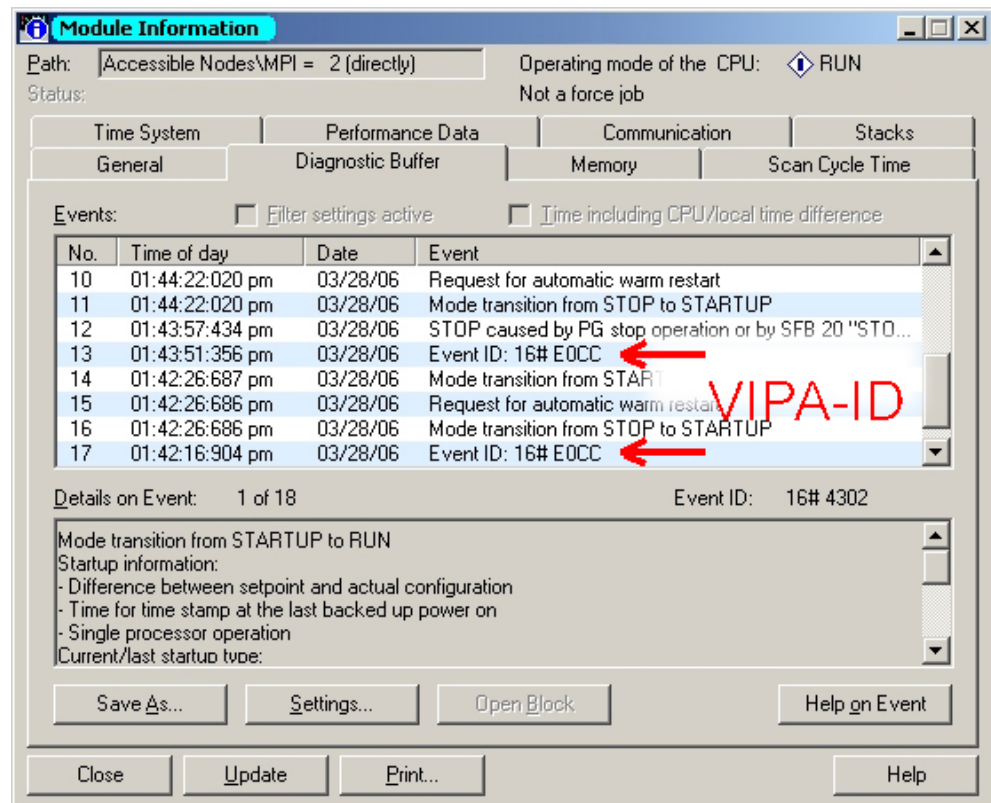 Module Information
Path: Accessible Nodes\MPI = 2 (directly) Operating mode of the CPU: RUN
Status: Not a force job
Time System Performance Data Communication Stacks
General Diagnostic Buffer Memory Scan Cycle Time
Events: Filter settings active Time including CPU/local time difference
No. Time of day Date Event
10 01:44:22:020 pm 03/28/06 Request for automatic warm restart
11 01:44:22:020 pm 03/28/06 Mode transition from STOP to STARTUP
12 01:43:57:434 pm 03/28/06 STOP caused by PG stop operation or by SFB 20 "STO...
13 01:43:51:356 pm 03/28/06 Event ID: 16# E0CC
14 01:42:26:687 pm 03/28/06 Mode transition from START
VIPA-ID
15 01:42:26:686 pm 03/28/06 Request for automatic warm restar
16 01:42:26:686 pm 03/28/06 Mode transition from STOP to STARTUP
17 01:42:16:904 pm 03/28/06 Event ID: 16# E0CC
Details on Event: 1 of 18 Event ID: 16# 4302
Mode transition from STARTUP to RUN
Startup information:
- Difference between setpoint and actual configuration
- Time for time stamp at the last backed up power on
- Single processor operation
Current/last startup type:
Save As... Settings... Open Block Help on Event
Close Update Print... Help